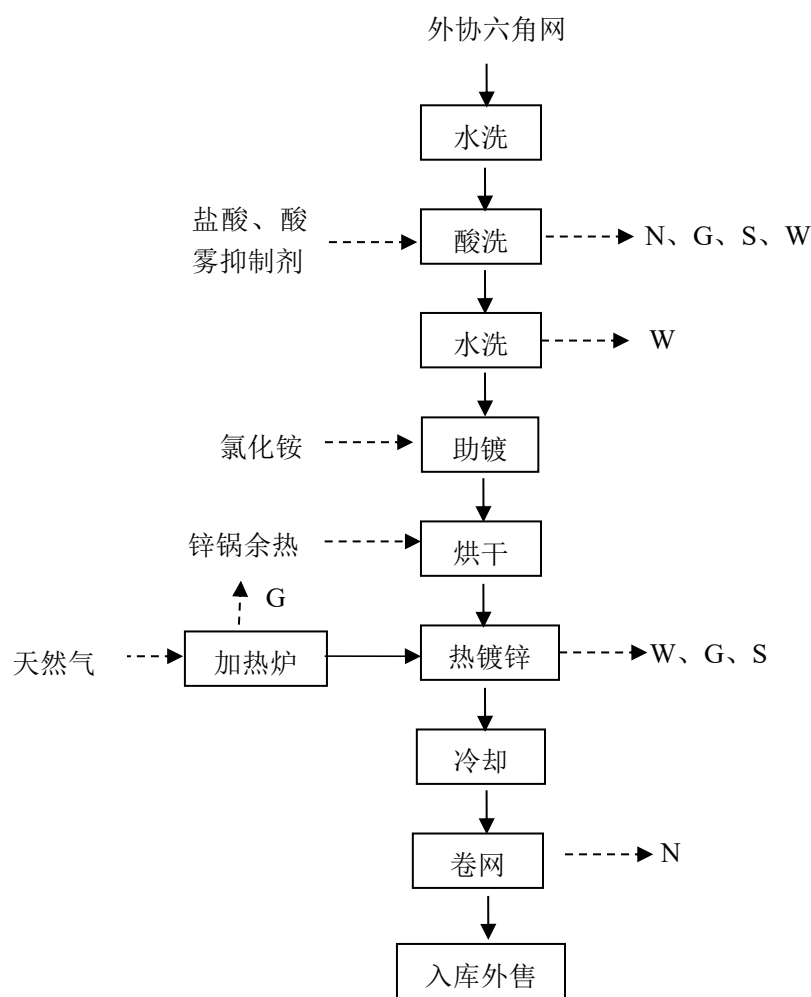 外协六角网
水洗
盐酸、酸
雾抑制剂
酸洗
N、G、S、W
水洗
W
氯化铵
助镀
锌锅余热
烘干
G
天然气
加热炉
热镀锌
W、G、S
冷却
卷网
N
入库外售